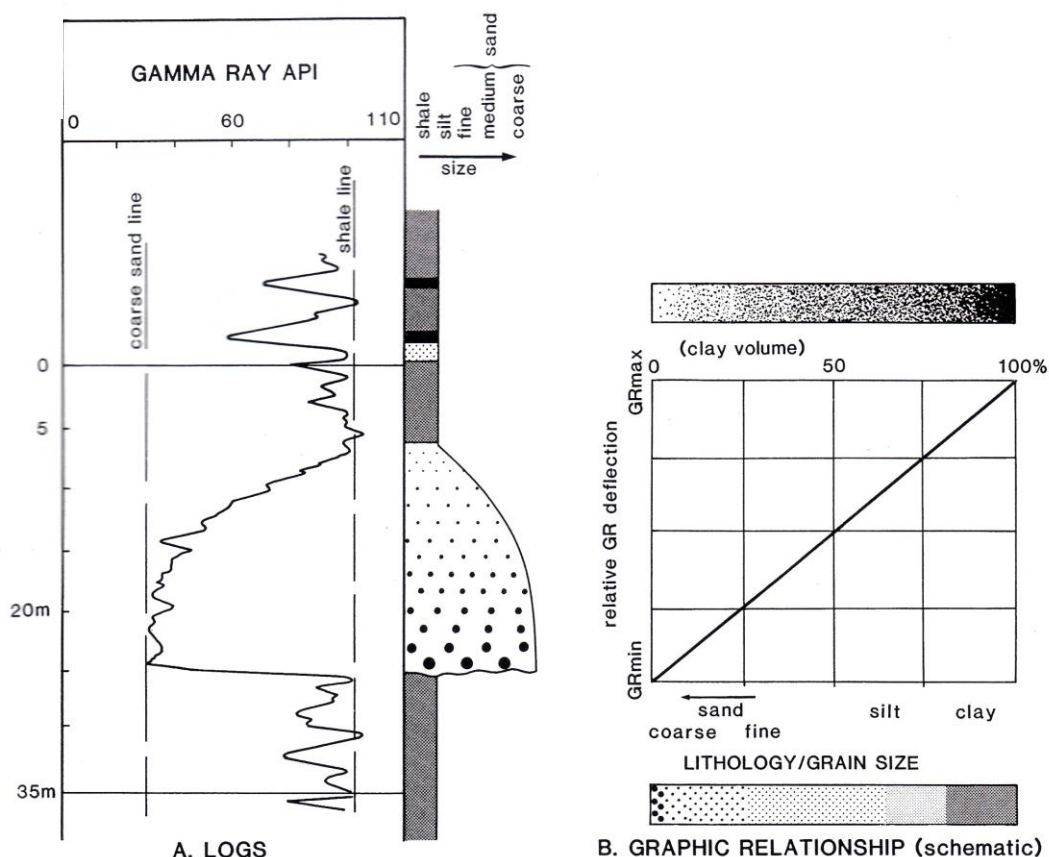 GAMMA RAY API
0 60 110
shale
silt
fine
medium
coarse
sand
size
coarse sand line
shale line
0
5
20m
35m
A. LOGS
(clay volume)
0 50 100%
GRmax
relative GR deflection
GRmin
sand silt clay
coarse fine
LITHOLOGY/GRAIN SIZE
B. GRAPHIC RELATIONSHIP (schematic)